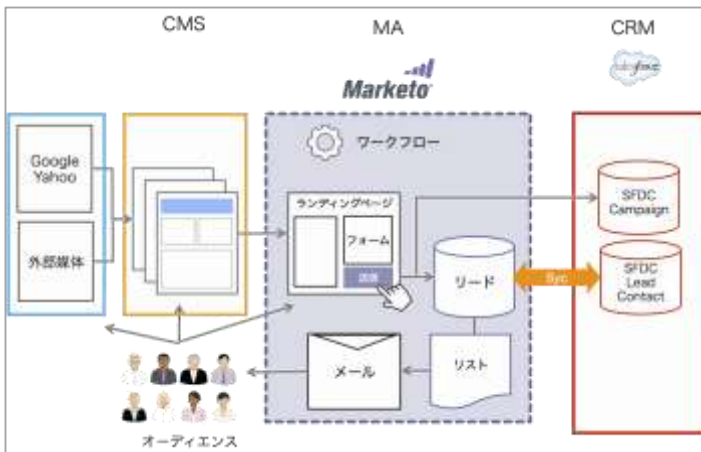 CMS
MA
CRM
Marketo
Google
Yahoo
外部媒体
ワークフロー
ランディングページ
フォーム
リード
メール
リスト
オーディエンス
SFDC
Campaign
Syc
SFDC
Lead
Contact